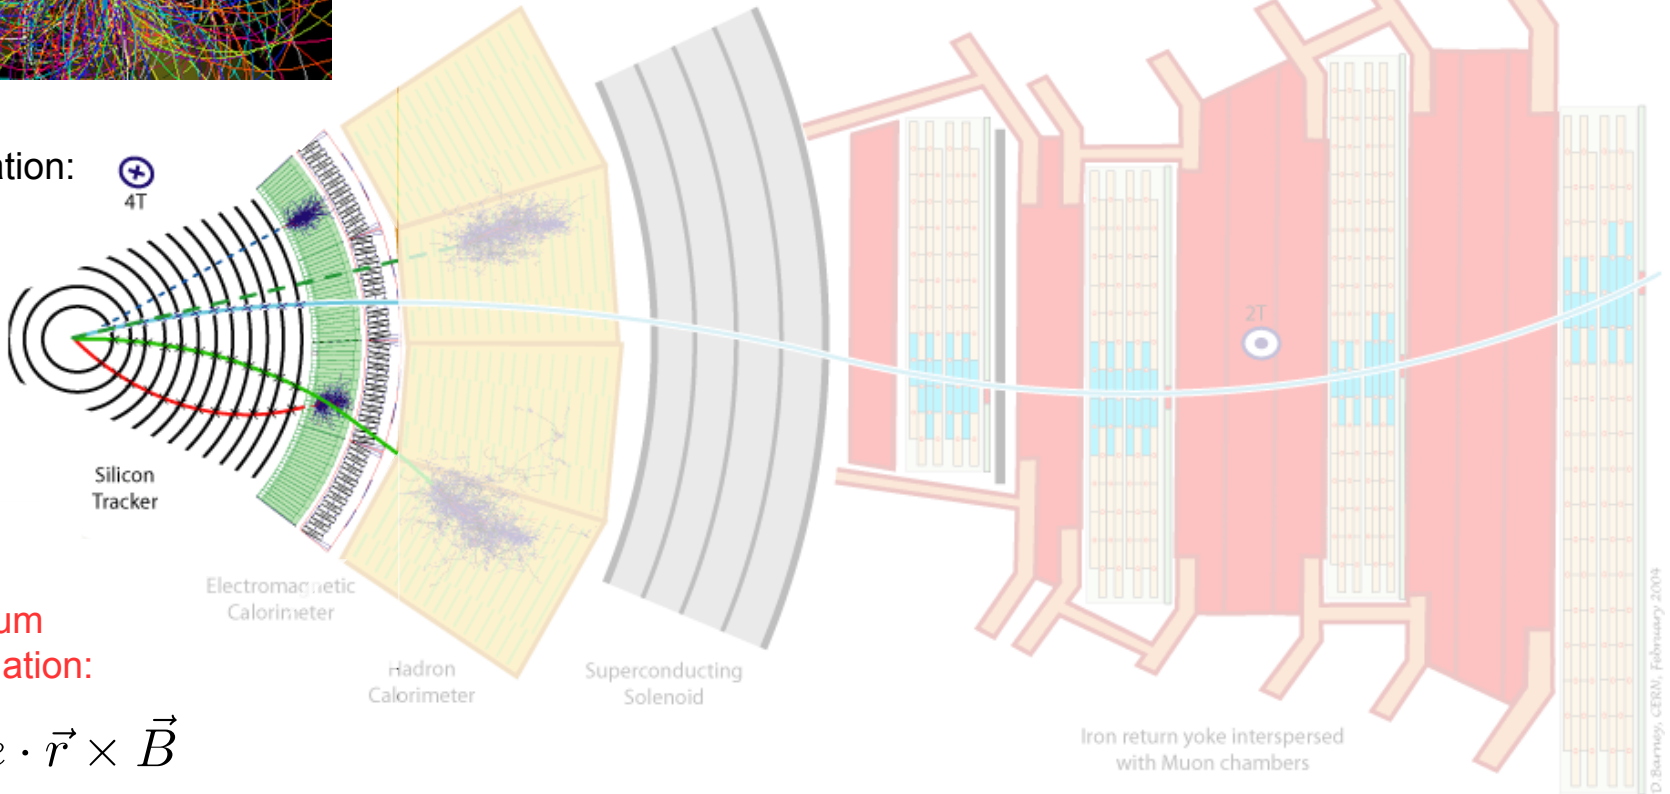 ation:
4T
2T
Silicon
Tracker
Electromagnetic
Calorimeter
um
ation:
Hadron
Calorimeter
Superconducting
Solenoid
· r⃗ × B⃗
Iron return yoke interspersed
with Muon chambers
D.Barney, CERN, February 2004